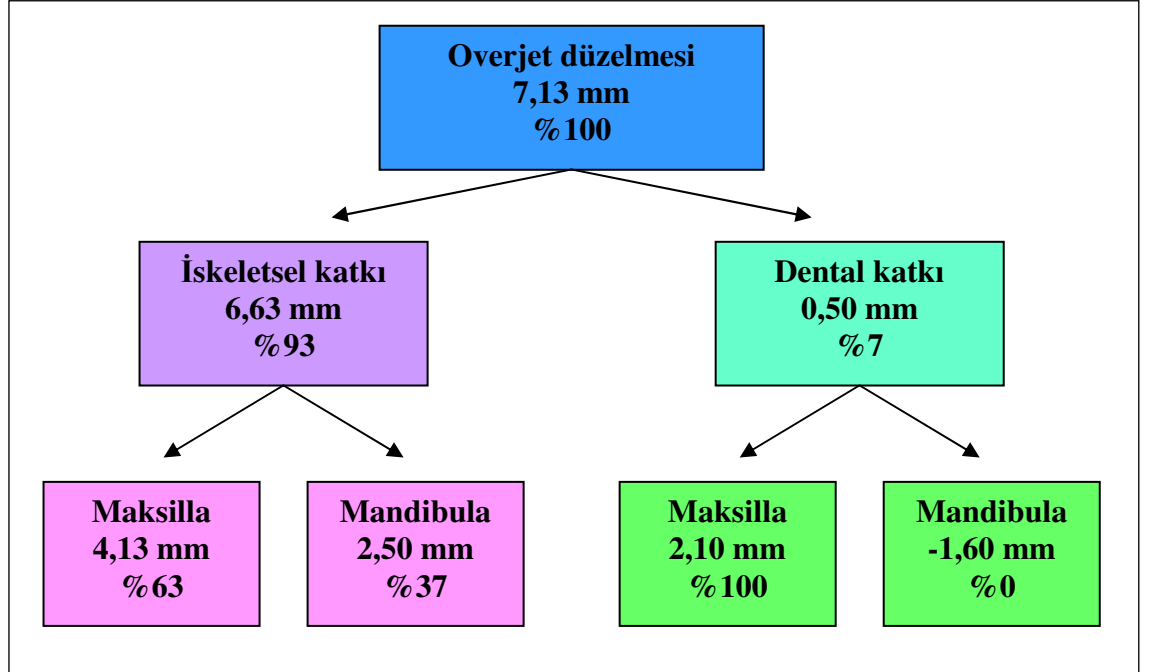 Overjet düzelmesi
7,13 mm
%100
İskeletsel katkı
6,63 mm
%93
Dental katkı
0,50 mm
%7
Maksilla
4,13 mm
%63
Mandibula
2,50 mm
%37
Maksilla
2,10 mm
%100
Mandibula
-1,60 mm
%0